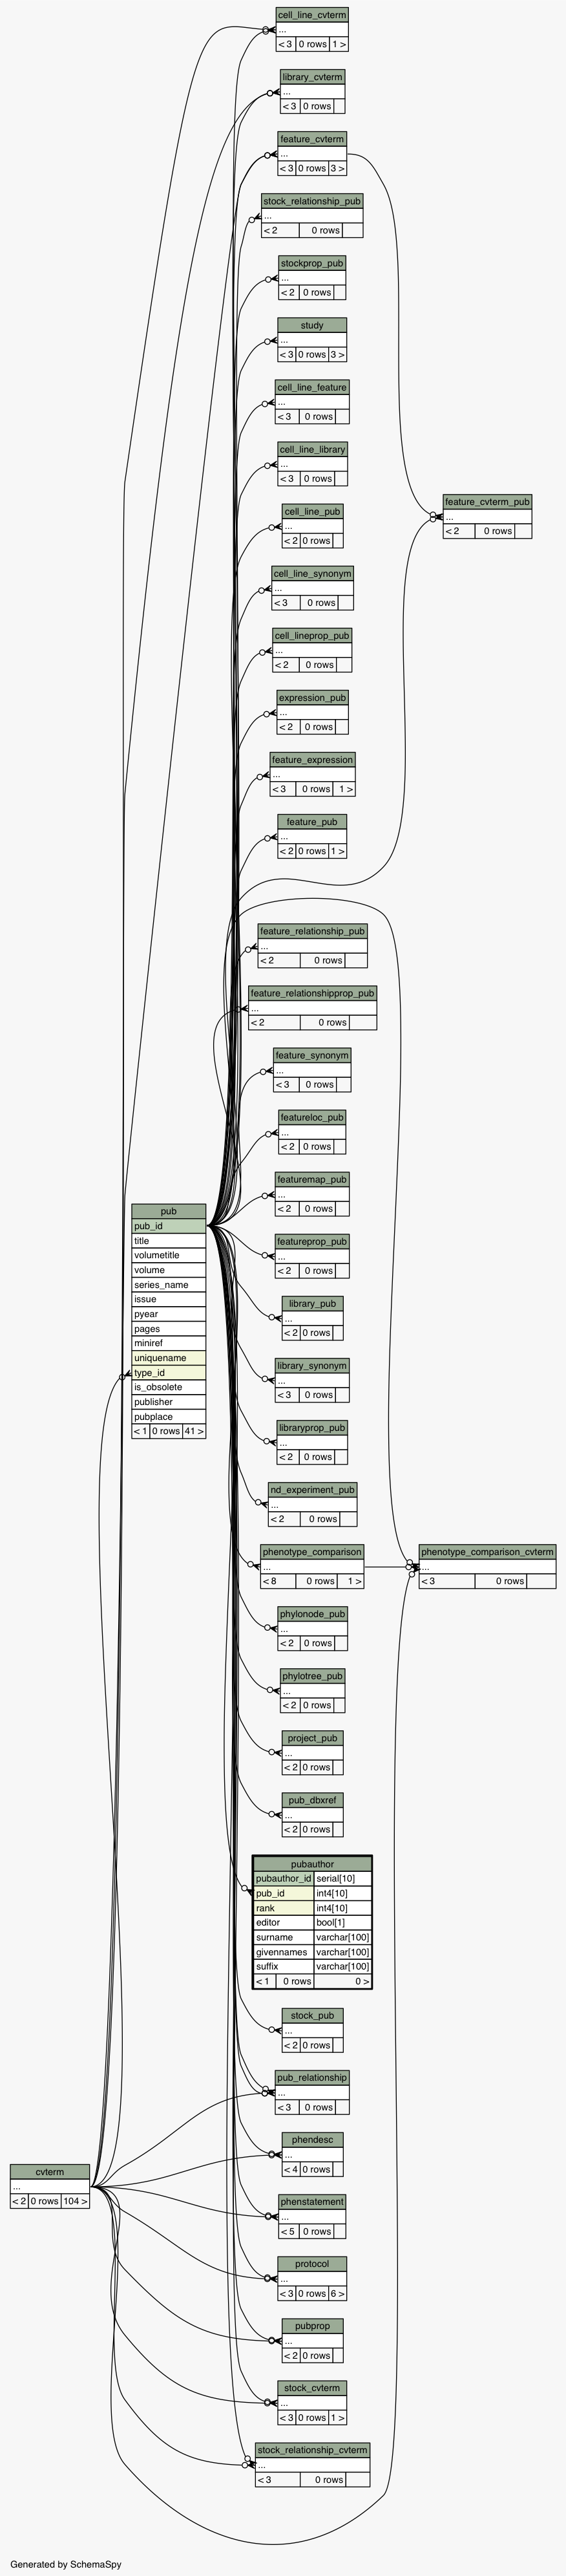 cell_line_cvterm
...
< 3 0 rows 1 >
library_cvterm
...
< 3 0 rows
feature_cvterm
...
< 3 0 rows 3 >
stock_relationship_pub
...
< 2 0 rows
stockprop_pub
...
< 2 0 rows
study
...
< 3 0 rows 3 >
cell_line_feature
...
< 3 0 rows
cell_line_library
...
< 3 0 rows
feature_cvterm_pub
...
< 2 0 rows
cell_line_pub
...
< 2 0 rows
cell_line_synonym
...
< 3 0 rows
cell_lineprop_pub
...
< 2 0 rows
expression_pub
...
< 2 0 rows
feature_expression
...
< 3 0 rows 1 >
feature_pub
...
< 2 0 rows 1 >
feature_relationship_pub
...
< 2 0 rows
feature_relationshipprop_pub
...
< 2 0 rows
feature_synonym
...
< 3 0 rows
featureloc_pub
...
< 2 0 rows
featuremap_pub
...
< 2 0 rows
pub
pub_id
title
volumetitle
volume
series_name
issue
pyear
pages
miniref
uniquename
type_id
is_obsolete
publisher
pubplace
< 1 0 rows 41 >
featureprop_pub
...
< 2 0 rows
library_pub
...
< 2 0 rows
library_synonym
...
< 3 0 rows
libraryprop_pub
...
< 2 0 rows
nd_experiment_pub
...
< 2 0 rows
phenotype_comparison
...
< 8 0 rows 1 >
phenotype_comparison_cvterm
...
< 3 0 rows
phylonode_pub
...
< 2 0 rows
phylotree_pub
...
< 2 0 rows
project_pub
...
< 2 0 rows
pub_dbxref
...
< 2 0 rows
pubauthor
pubauthor_id serial[10]
pub_id int4[10]
rank int4[10]
editor bool[1]
surname varchar[100]
givennames varchar[100]
suffix varchar[100]
< 1 0 rows 0 >
stock_pub
...
< 2 0 rows
pub_relationship
...
< 3 0 rows
phendesc
...
< 4 0 rows
cvterm
...
< 2 0 rows 104 >
phenstatement
...
< 5 0 rows
protocol
...
< 3 0 rows 6 >
pubprop
...
< 2 0 rows
stock_cvterm
...
< 3 0 rows 1 >
stock_relationship_cvterm
...
< 3 0 rows
Generated by SchemaSpy